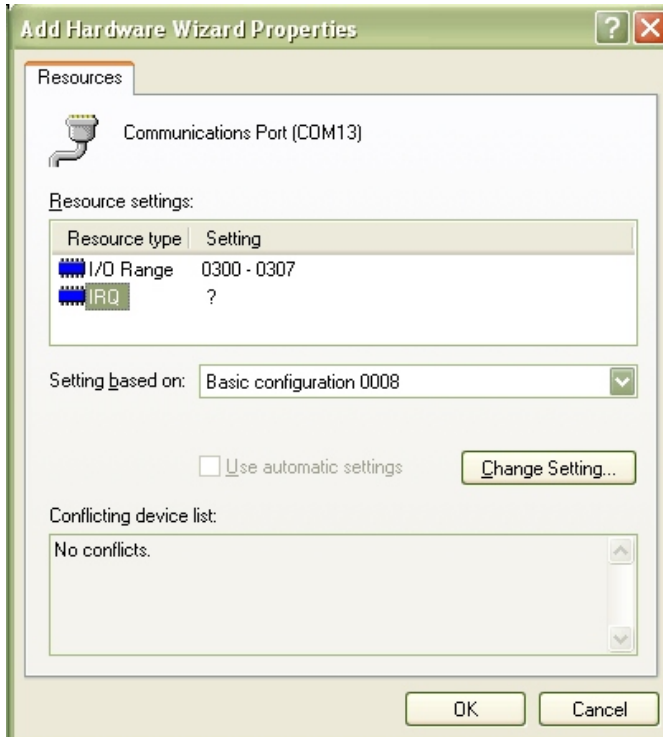 Add Hardware Wizard Properties
Resources
Communications Port (COM13)
Resource settings:
Resource type Setting
I/O Range 0300 - 0307
IRQ ?
Setting based on: Basic configuration 0008
Use automatic settings Change Setting...
Conflicting device list:
No conflicts.
OK Cancel